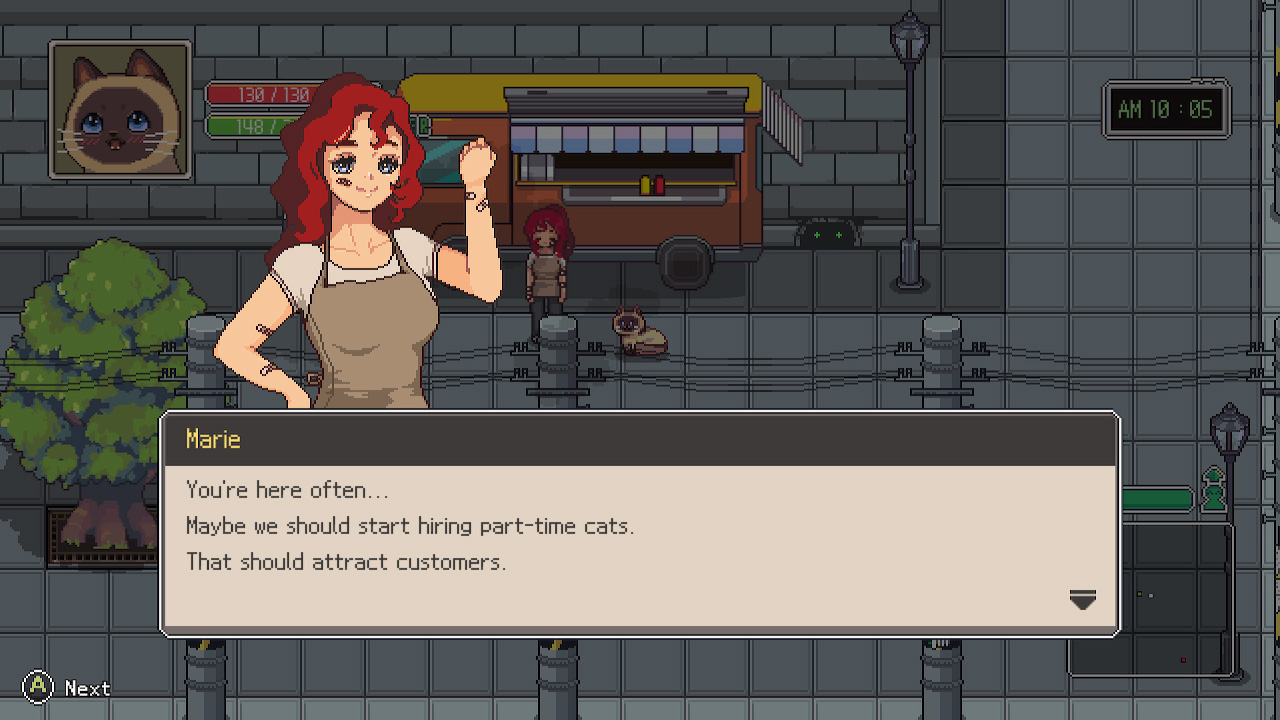 130 / 130
148 /
R
AM 10 : 05
Marie
You're here often...
Maybe we should start hiring part-time cats.
That should attract customers.
A Next